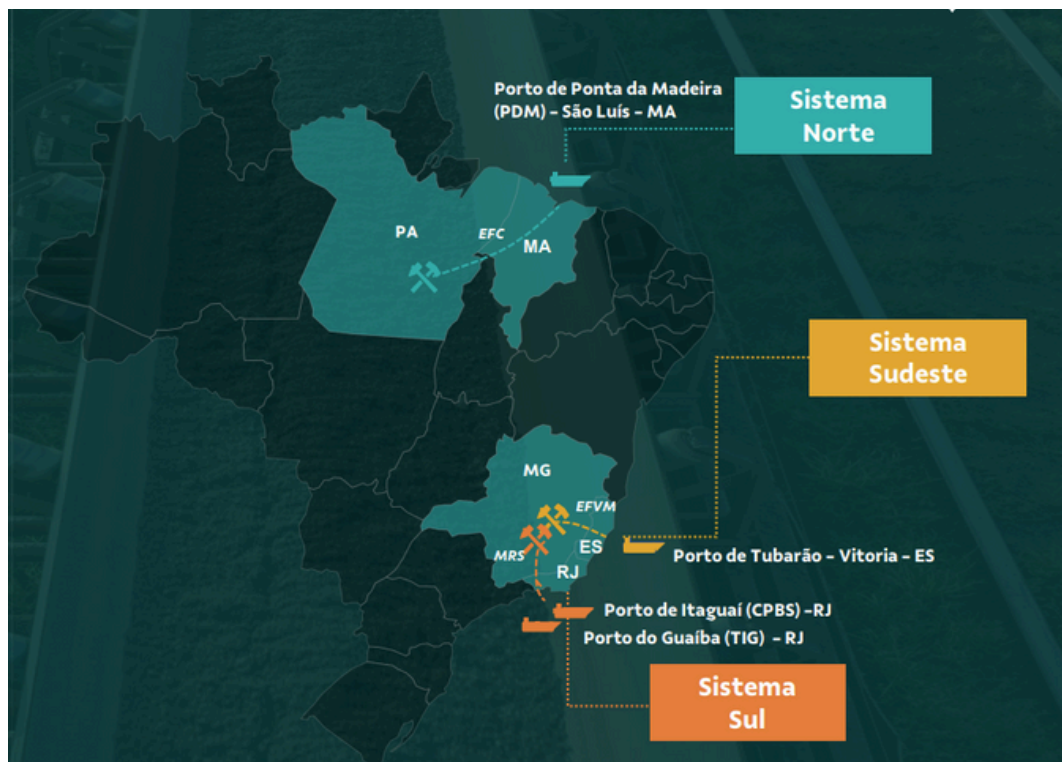 Porto de Ponta da Madeira
(PDM) – São Luís – MA
Sistema
Norte
PA
EFC
MA
Sistema
Sudeste
MG
EFVM
MRS
ES
RJ
Porto de Tubarão – Vitoria – ES
Porto de Itaguaí (CPBS) –RJ
Porto do Guaíba (TIG) – RJ
Sistema
Sul